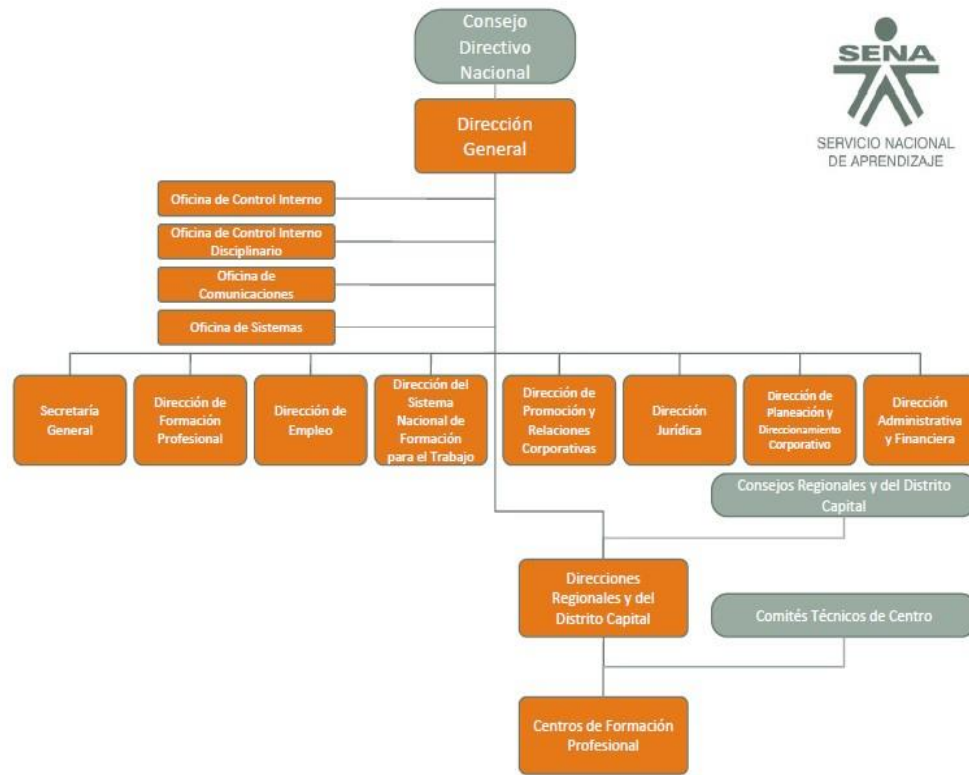 Consejo
Directivo
Nacional
SENA
SERVICIO NACIONAL
DE APRENDIZAJE
Dirección
General
Oficina de Control Interno
Oficina de Control Interno
Disciplinario
Oficina de
Comunicaciones
Oficina de Sistemas
Secretaría
General
Dirección de
Formación
Profesional
Dirección de
Empleo
Dirección del
Sistema
Nacional de
Formación
para el Trabajo
Dirección de
Promoción y
Relaciones
Corporativas
Dirección
Jurídica
Dirección de
Planeación y
Direccionamiento
Corporativo
Dirección
Administrativa
y Financiera
Consejos Regionales y del Distrito
Capital
Direcciones
Regionales y del
Distrito Capital
Comités Técnicos de Centro
Centros de Formación
Profesional